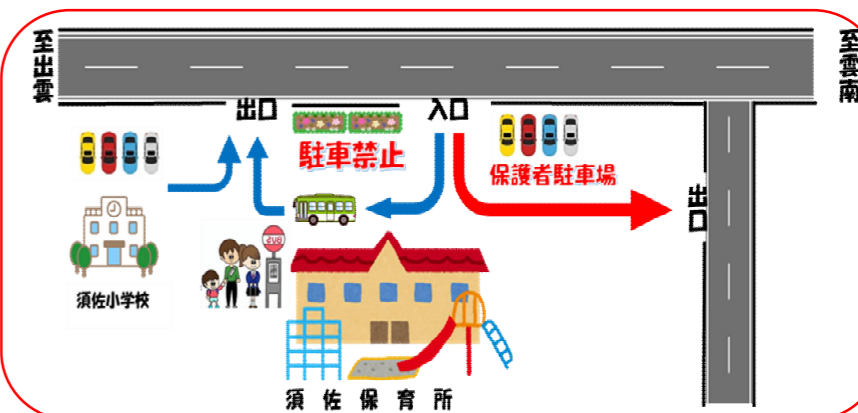 至出雲
至雲南
出口
入口
駐車禁止
保護者駐車場
出口
須佐小学校
須佐保育所